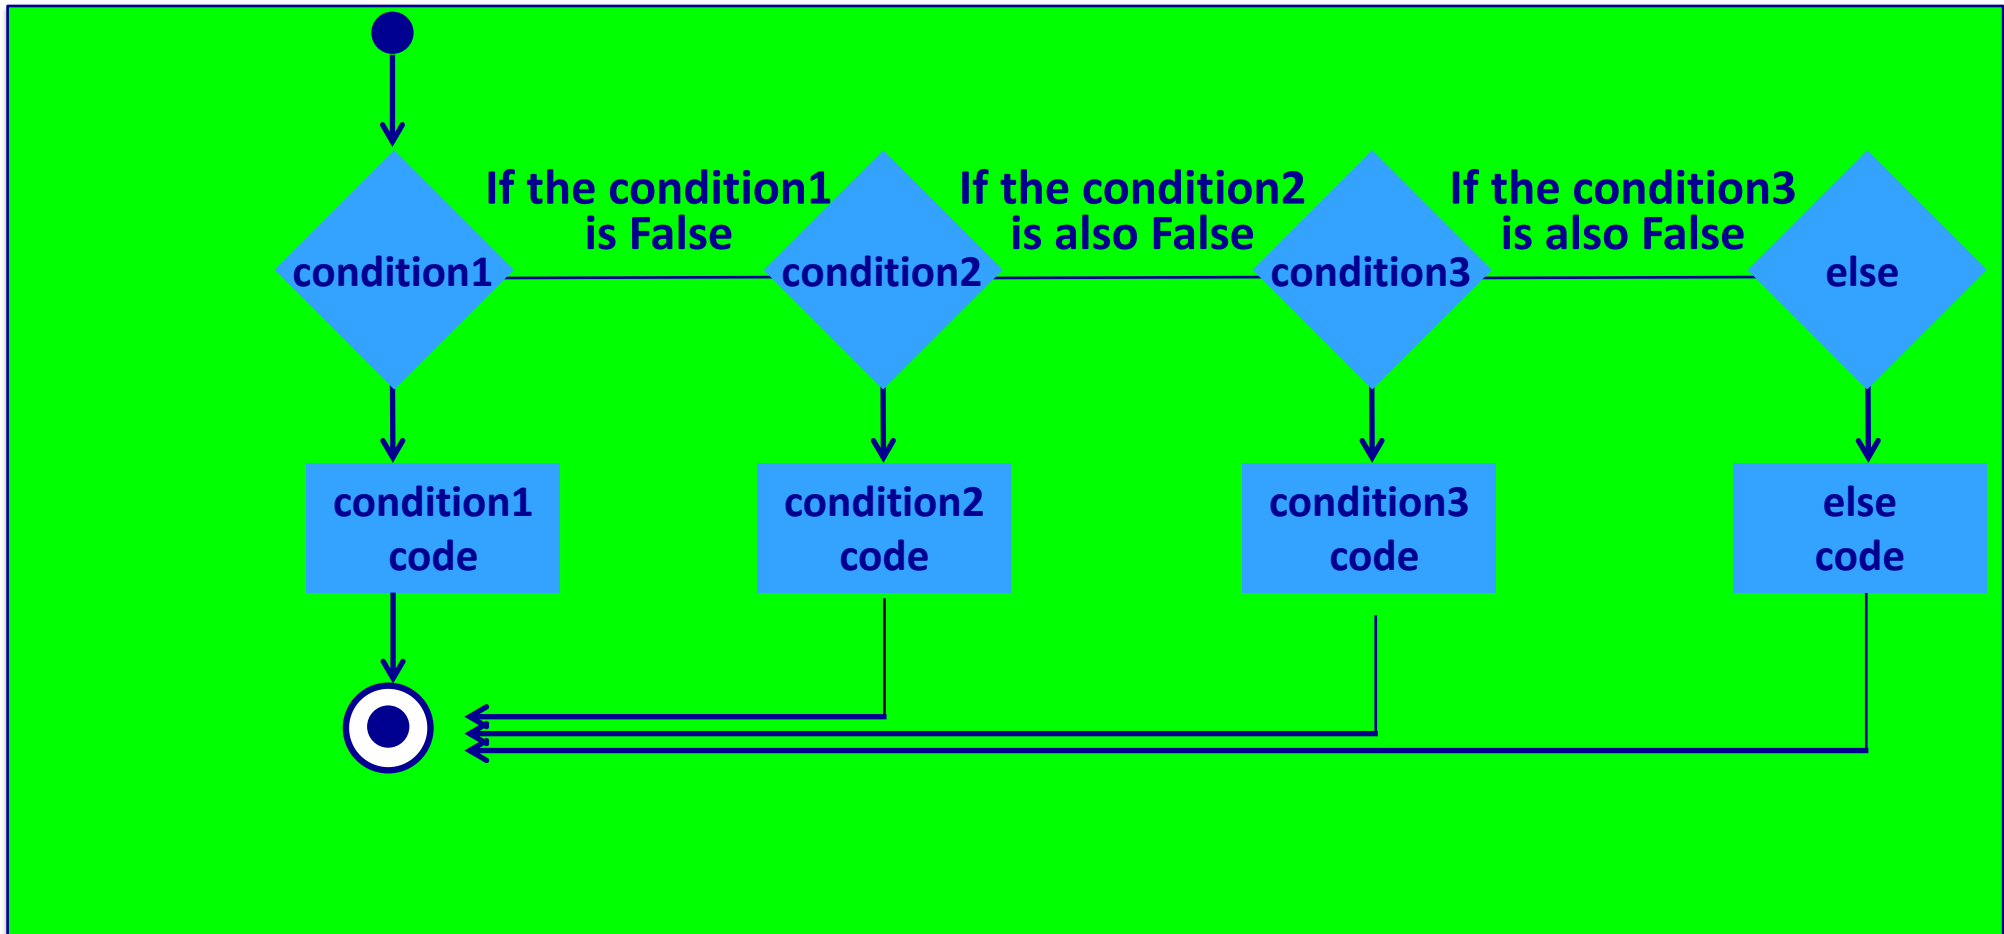 If the condition1
is False
If the condition2
is also False
If the condition3
is also False
condition1
condition2
condition3
else
condition1
code
condition2
code
condition3
code
else
code